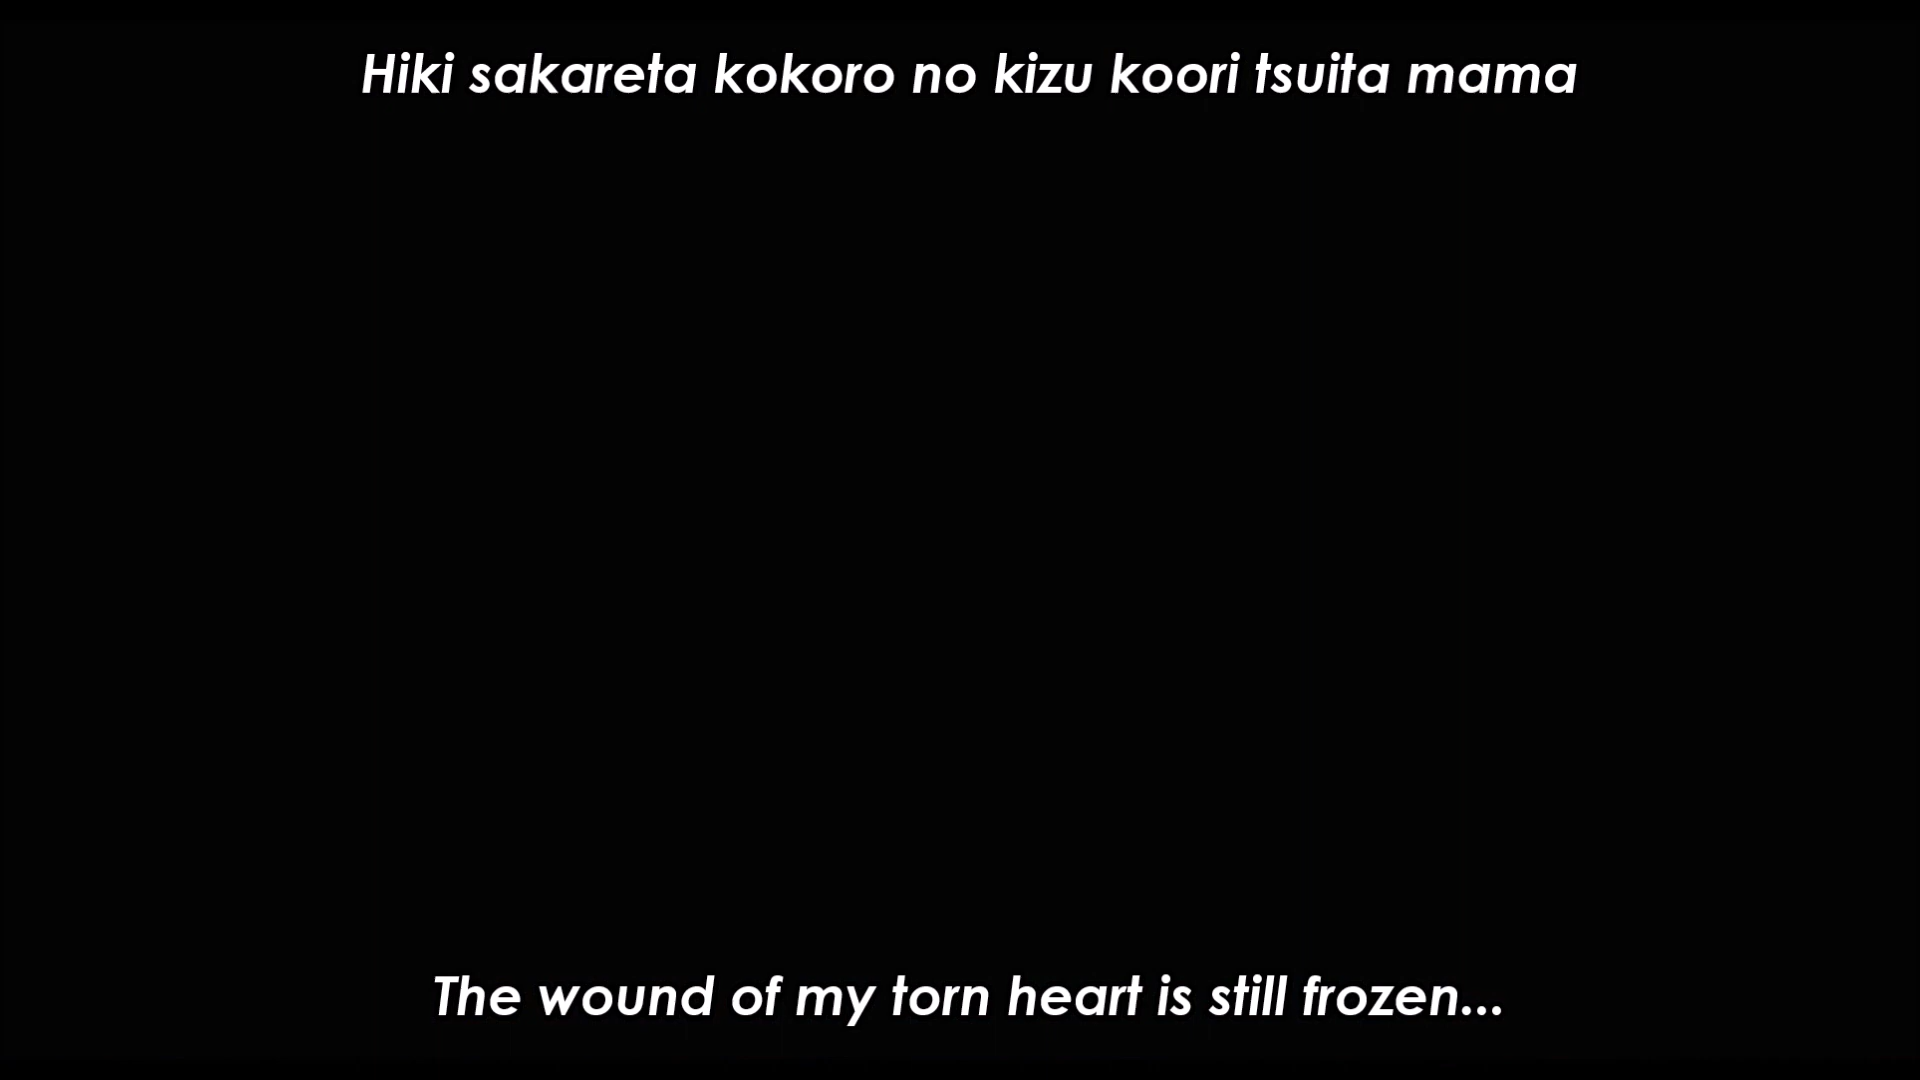 Hiki sakareta kokoro no kizu koori tsuita mama
The wound of my torn heart is still frozen...